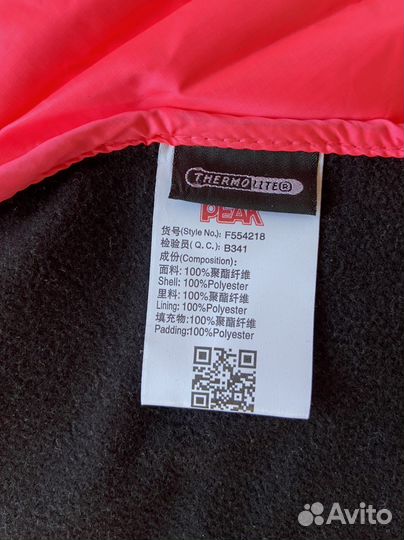 THERMOLITE®
PEAK
货号(Style No.): F554218
检验员( Q. C.): B341
成份(Composition):
面料: 100%聚酯纤维
Shell: 100%Polyester
里料: 100%聚酯纤维
Lining: 100%Polyester
填充物: 100%聚酯纤维
Padding:100%Polyester
Avito